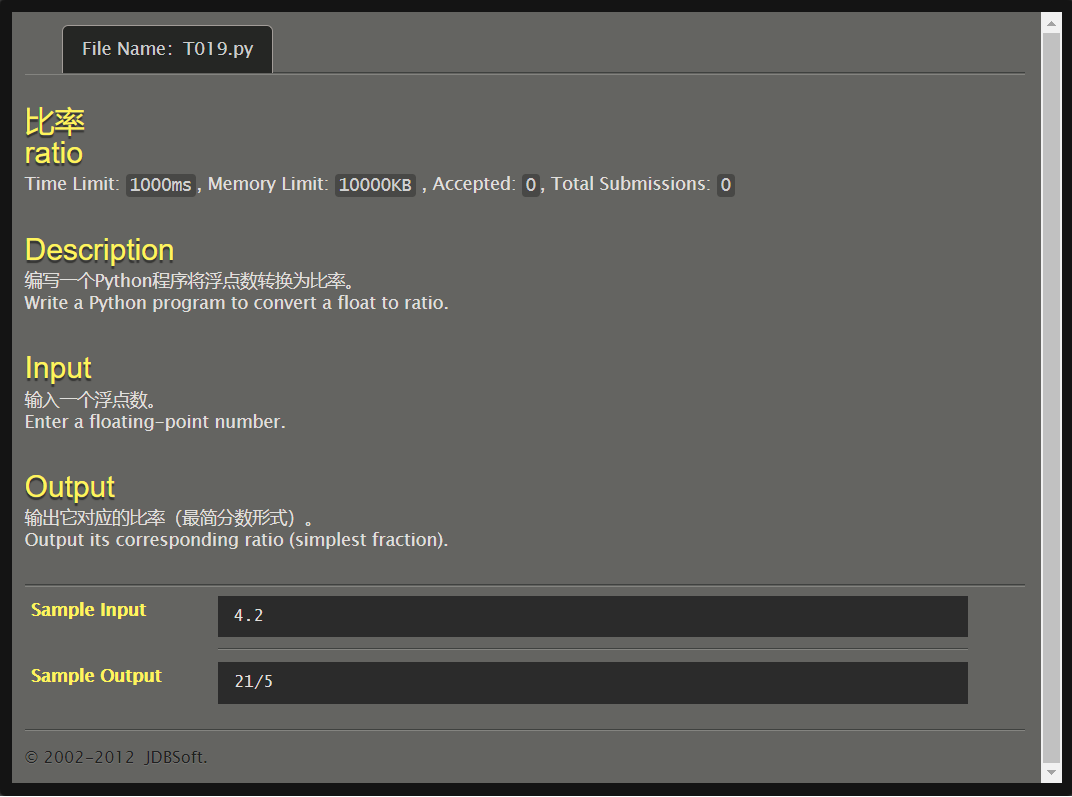 File Name: T019.py
比率
ratio
Time Limit: 1000ms, Memory Limit: 10000KB , Accepted: 0, Total Submissions: 0
Description
编写一个Python程序将浮点数转换为比率。
Write a Python program to convert a float to ratio.
Input
输入一个浮点数。
Enter a floating-point number.
Output
输出它对应的比率（最简分数形式）。
Output its corresponding ratio (simplest fraction).
Sample Input
4.2
Sample Output
21/5
© 2002-2012 JDBSoft.